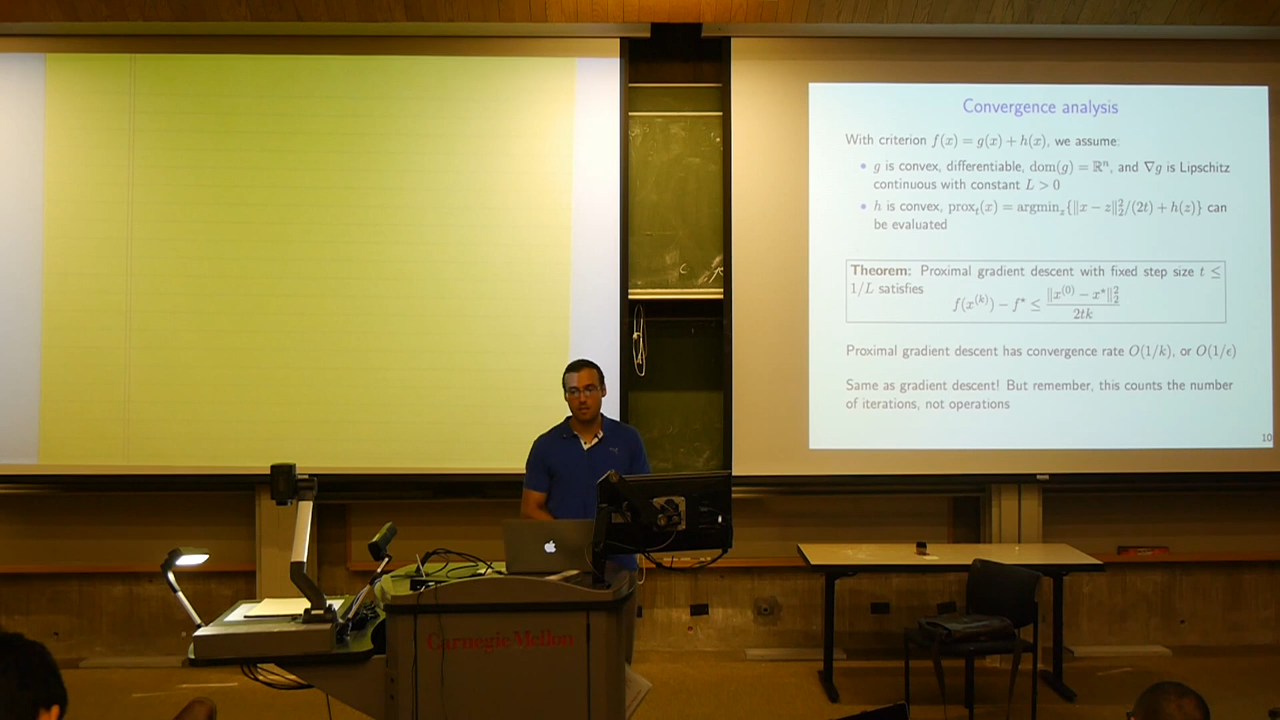 Convergence analysis
With criterion f(x) = g(x) + h(x), we assume:
• g is convex, differentiable, dom(g) = ℝⁿ, and ∇g is Lipschitz
continuous with constant L > 0
• h is convex, proxₜ(x) = argmin_z{‖x − z‖₂²/(2t) + h(z)} can
be evaluated
Theorem: Proximal gradient descent with fixed step size t ≤
1/L satisfies
f(x⁽ᵏ⁾) − f* ≤ ‖x⁽⁰⁾ − x*‖₂² / 2tk
Proximal gradient descent has convergence rate O(1/k), or O(1/ϵ)
Same as gradient descent! But remember, this counts the number
of iterations, not operations
10
Carnegie Mellon